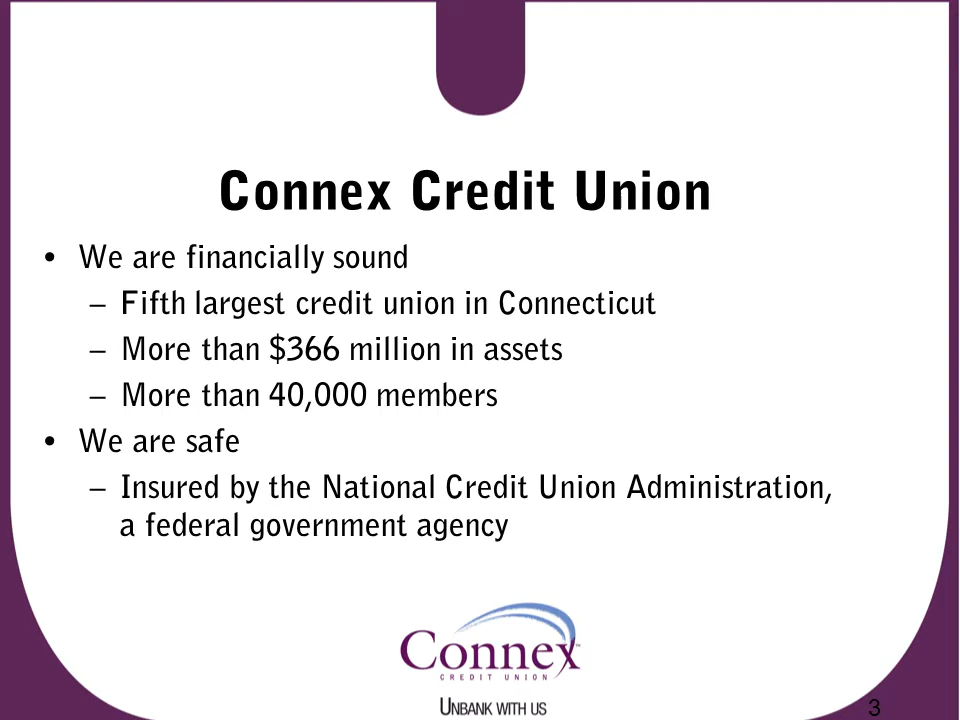 Connex Credit Union
• We are financially sound
– Fifth largest credit union in Connecticut
– More than $366 million in assets
– More than 40,000 members
• We are safe
– Insured by the National Credit Union Administration,
a federal government agency
Connex™
CREDIT UNION
UNBANK WITH US
3